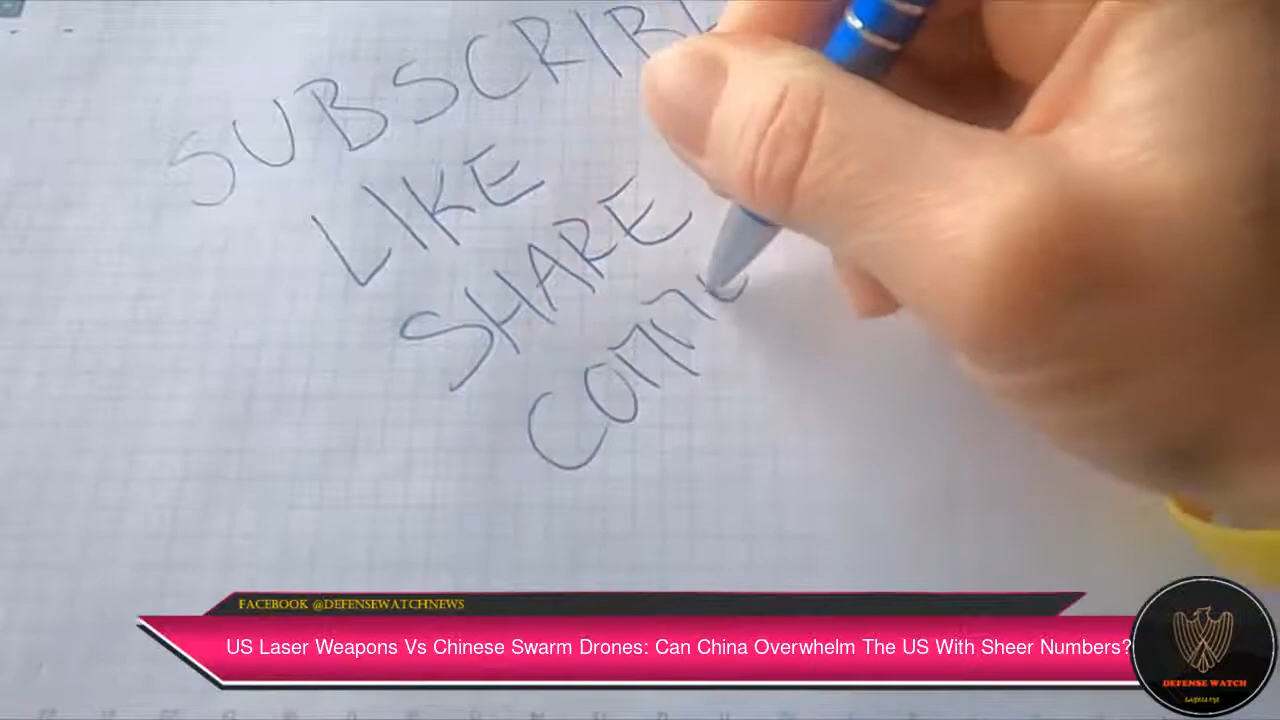 SUBSCRIB
LIKE
SHARE
COMM
FACEBOOK @DEFENSEWATCHNEWS
US Laser Weapons Vs Chinese Swarm Drones: Can China Overwhelm The US With Sheer Numbers?
DEFENSE WATCH